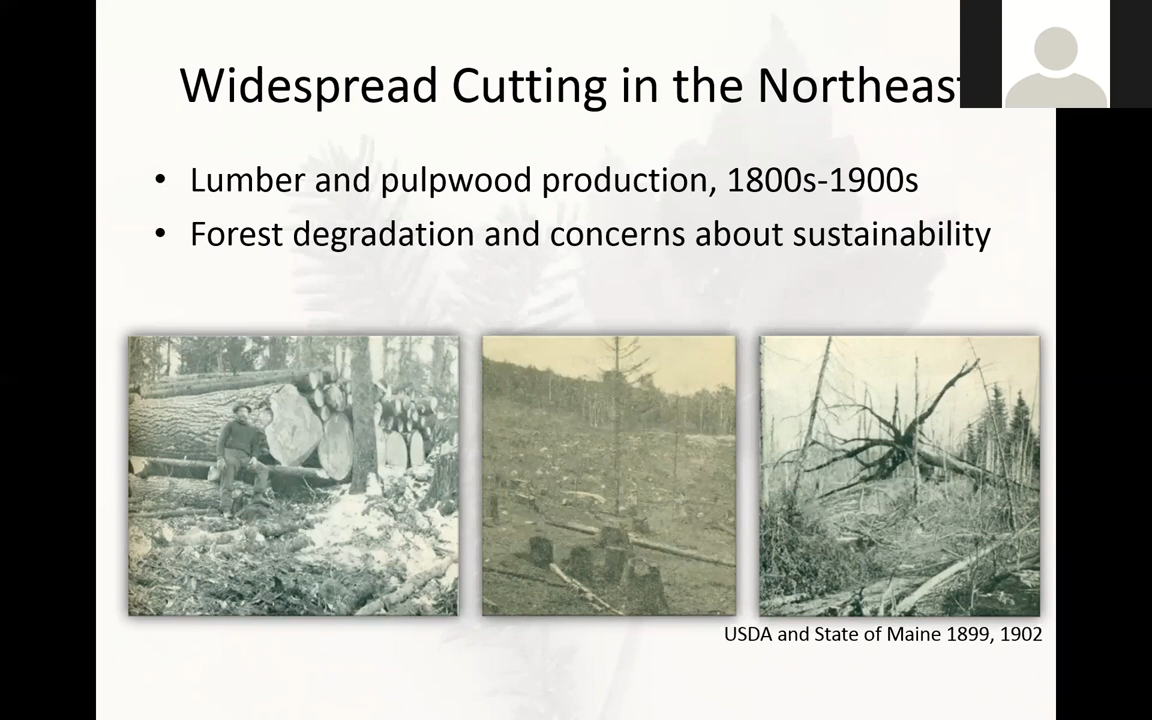 Widespread Cutting in the Northeast
• Lumber and pulpwood production, 1800s-1900s
• Forest degradation and concerns about sustainability
USDA and State of Maine 1899, 1902